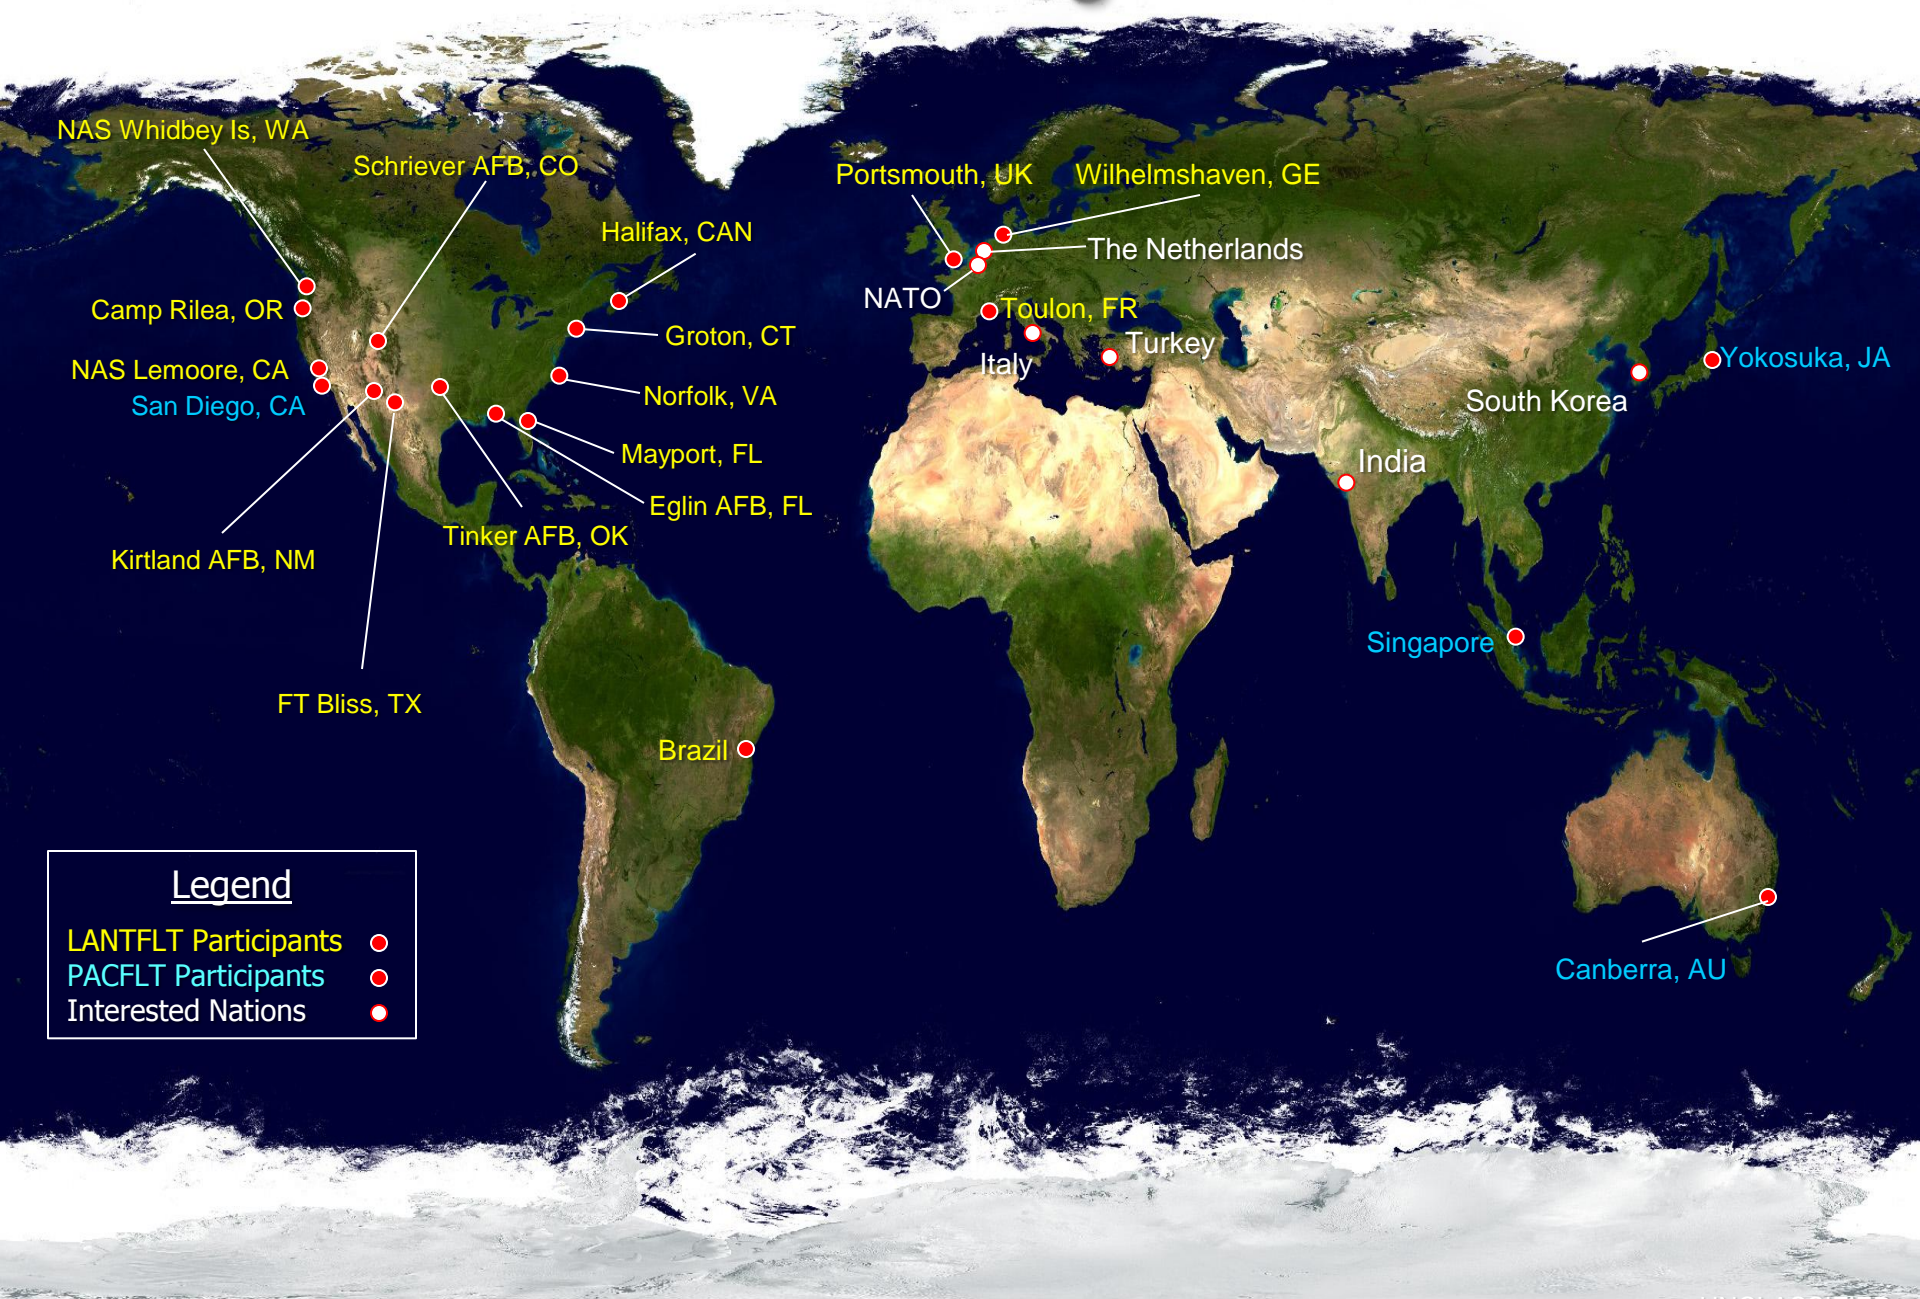 NAS Whidbey Is, WA
Schriever AFB, CO
Portsmouth, UK
Wilhelmshaven, GE
Halifax, CAN
The Netherlands
NATO
Camp Rilea, OR
Toulon, FR
Groton, CT
Turkey
Italy
Yokosuka, JA
NAS Lemoore, CA
San Diego, CA
Norfolk, VA
South Korea
Mayport, FL
India
Eglin AFB, FL
Tinker AFB, OK
Kirtland AFB, NM
Singapore
FT Bliss, TX
Brazil
Legend
LANTFLT Participants
PACFLT Participants
Interested Nations
Canberra, AU